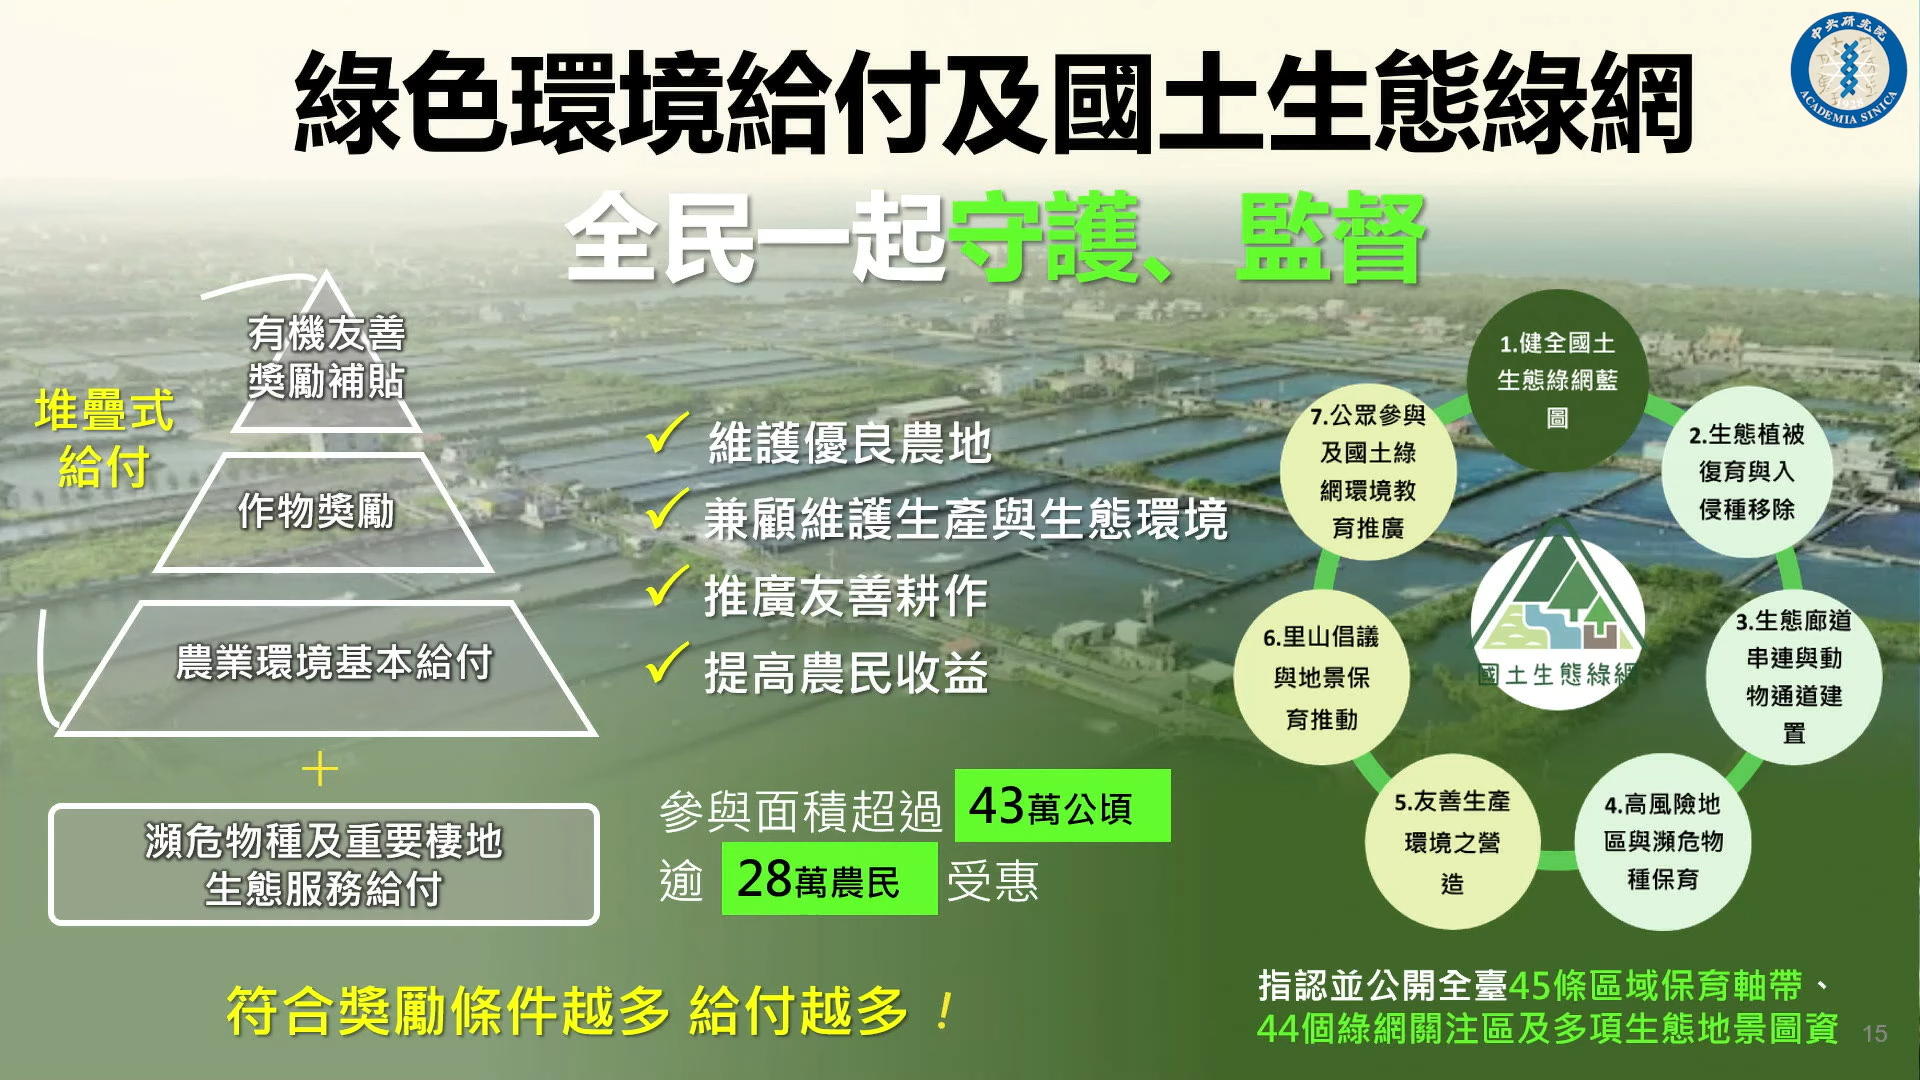 綠色環境給付及國土生態綠網
中央研究院
ACADEMIA SINICA
全民一起守護、監督
堆疊式
給付
有機友善
獎勵補貼
作物獎勵
農業環境基本給付
+
瀕危物種及重要棲地
生態服務給付
符合獎勵條件越多 給付越多 !
✓ 維護優良農地
✓ 兼顧維護生產與生態環境
✓ 推廣友善耕作
✓ 提高農民收益
參與面積超過 43萬公頃
逾 28萬農民 受惠
1.健全國土
生態綠網藍
圖
2.生態植被
復育與入
侵種移除
3.生態廊道
串連與動
物通道建
置
4.高風險地
區與瀕危物
種保育
5.友善生產
環境之營
造
6.里山倡議
與地景保
育推動
7.公眾參與
及國土綠
網環境教
育推廣
國土生態綠網
指認並公開全臺45條區域保育軸帶、
44個綠網關注區及多項生態地景圖資
15